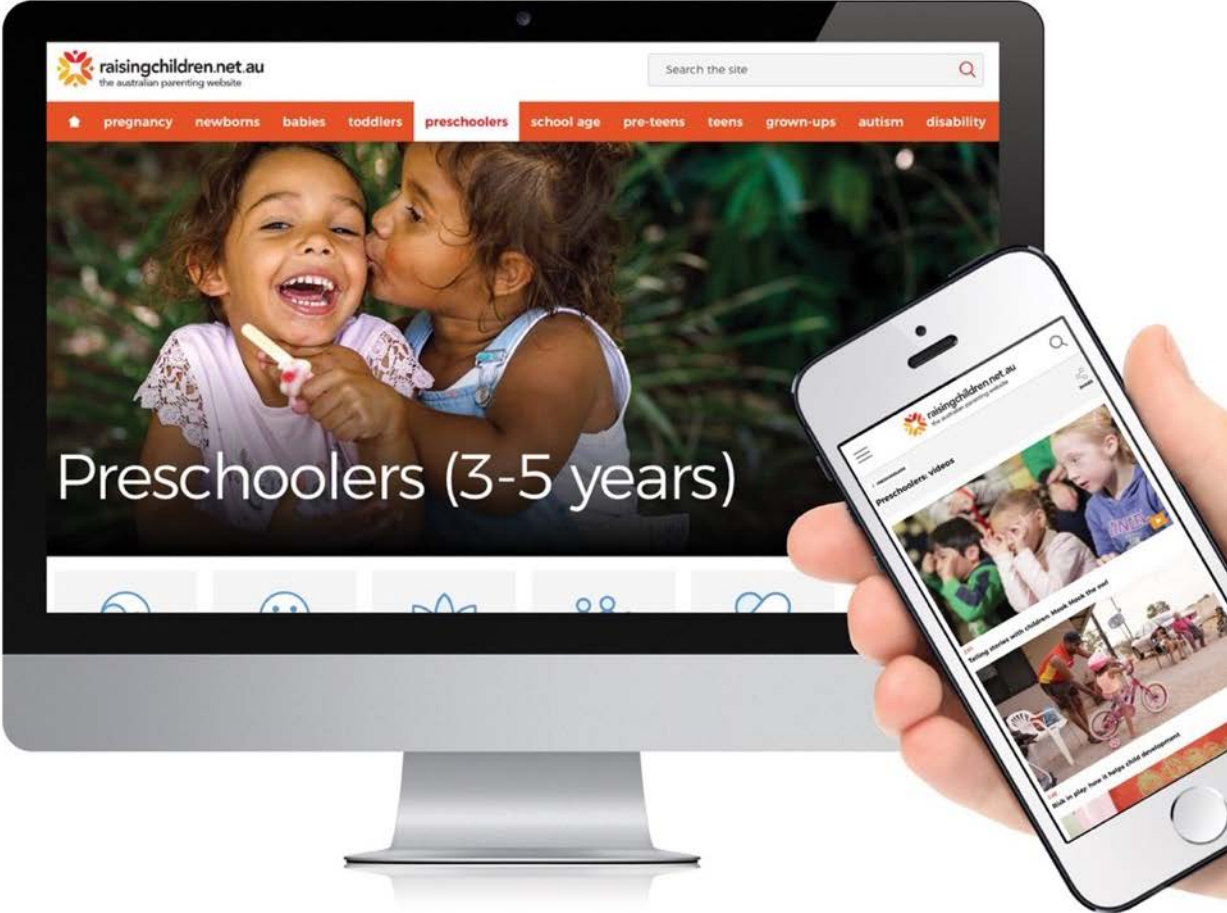 raisingchildren.net.au
the australian parenting website
Search the site
pregnancy newborns babies toddlers preschoolers school age pre-teens teens grown-ups autism disability
Preschoolers (3-5 years)
raisingchildren.net.au
the australian parenting website
SHARE
PRESCHOOLERS
Preschoolers: videos
Telling stories with children: Mook Mook the owl
Risk in play: how it helps child development